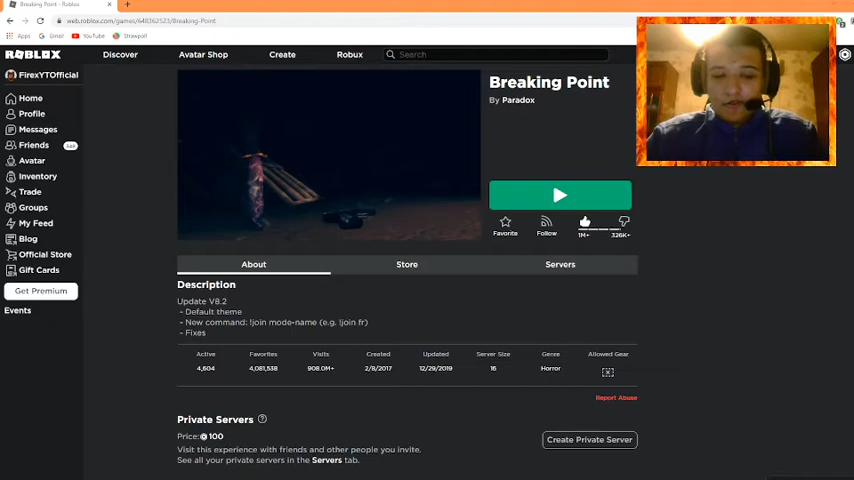 Breaking Point - Roblox
web.roblox.com/games/648362523/Breaking-Point
Apps Gmail YouTube Strawpoll
ROBLOX Discover Avatar Shop Create Robux Search
FirexYTOfficial
Home
Profile
Messages
Friends
Avatar
Inventory
Trade
Groups
My Feed
Blog
Official Store
Gift Cards
Get Premium
Events
Breaking Point
By Paradox
Favorite Follow 1M+ 326K+
About Store Servers
Description
Update V8.2
- Default theme
- New command: !join mode-name (e.g. !join fr)
- Fixes
Active Favorites Visits Created Updated Server Size Genre Allowed Gear
4,604 4,081,538 908.0M+ 2/8/2017 12/29/2019 16 Horror
Report Abuse
Private Servers
Price: 100
Create Private Server
Visit this experience with friends and other people you invite.
See all your private servers in the Servers tab.